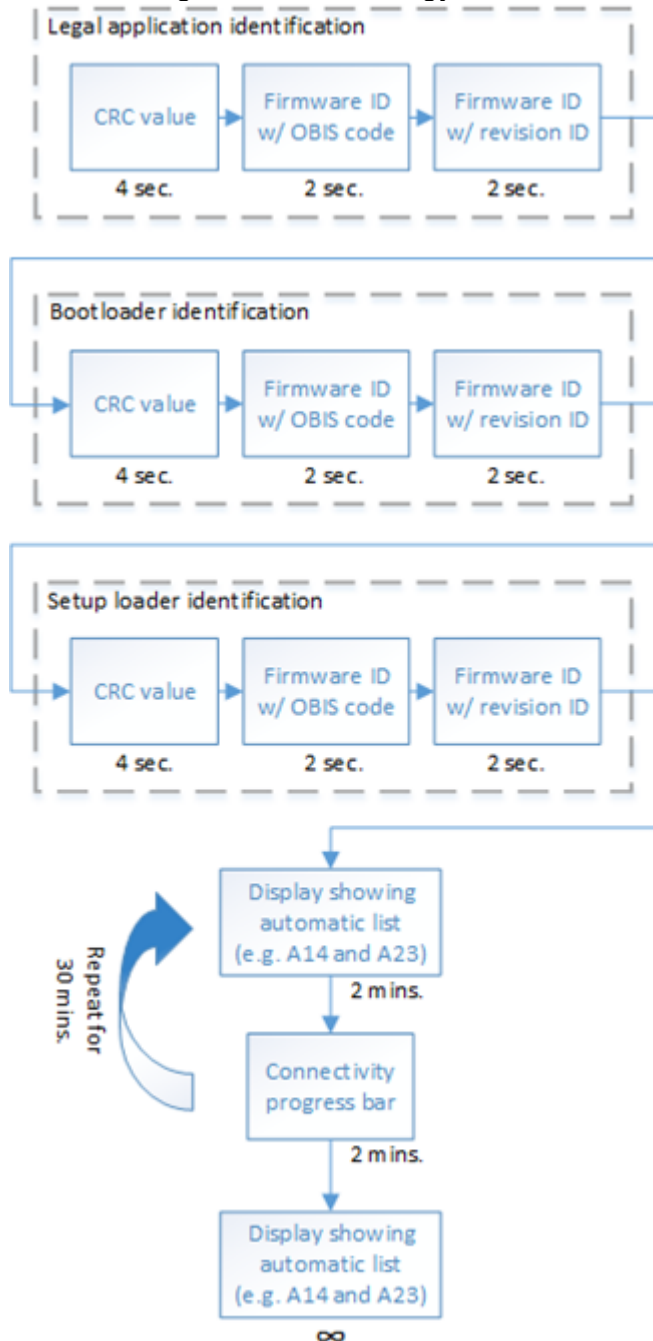 Legal application identification
CRC value
Firmware ID
w/ OBIS code
Firmware ID
w/ revision ID
4 sec.
2 sec.
2 sec.
Bootloader identification
CRC value
Firmware ID
w/ OBIS code
Firmware ID
w/ revision ID
4 sec.
2 sec.
2 sec.
Setup loader identification
CRC value
Firmware ID
w/ OBIS code
Firmware ID
w/ revision ID
4 sec.
2 sec.
2 sec.
Display showing
automatic list
(e.g. A14 and A23)
2 mins.
Repeat for
30 mins.
Connectivity
progress bar
2 mins.
Display showing
automatic list
(e.g. A14 and A23)
∞